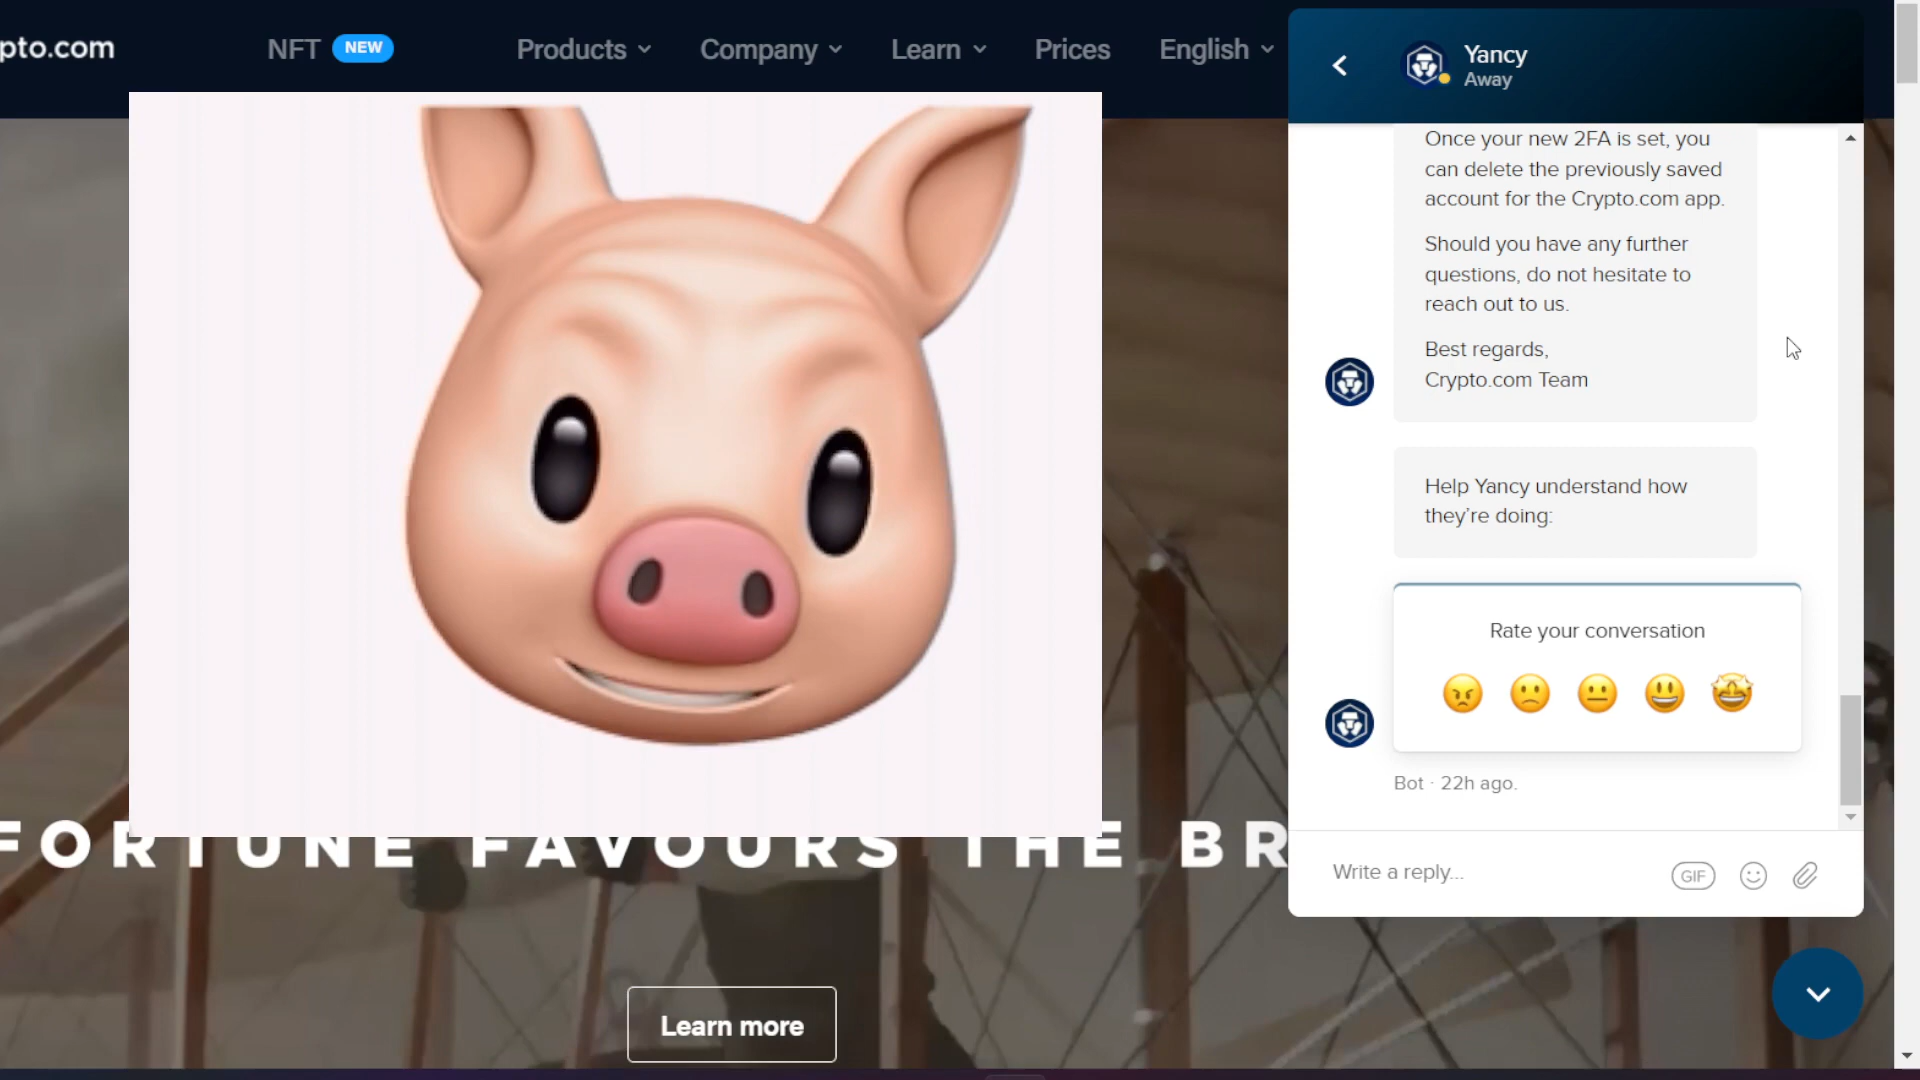 pto.com
NFT NEW Products Company Learn Prices English
Yancy
Away
Once your new 2FA is set, you
can delete the previously saved
account for the Crypto.com app.
Should you have any further
questions, do not hesitate to
reach out to us.
Best regards,
Crypto.com Team
Help Yancy understand how
they’re doing:
Rate your conversation
Bot · 22h ago.
Write a reply...
GIF
FORTUNE FAVOURS THE BR
Learn more